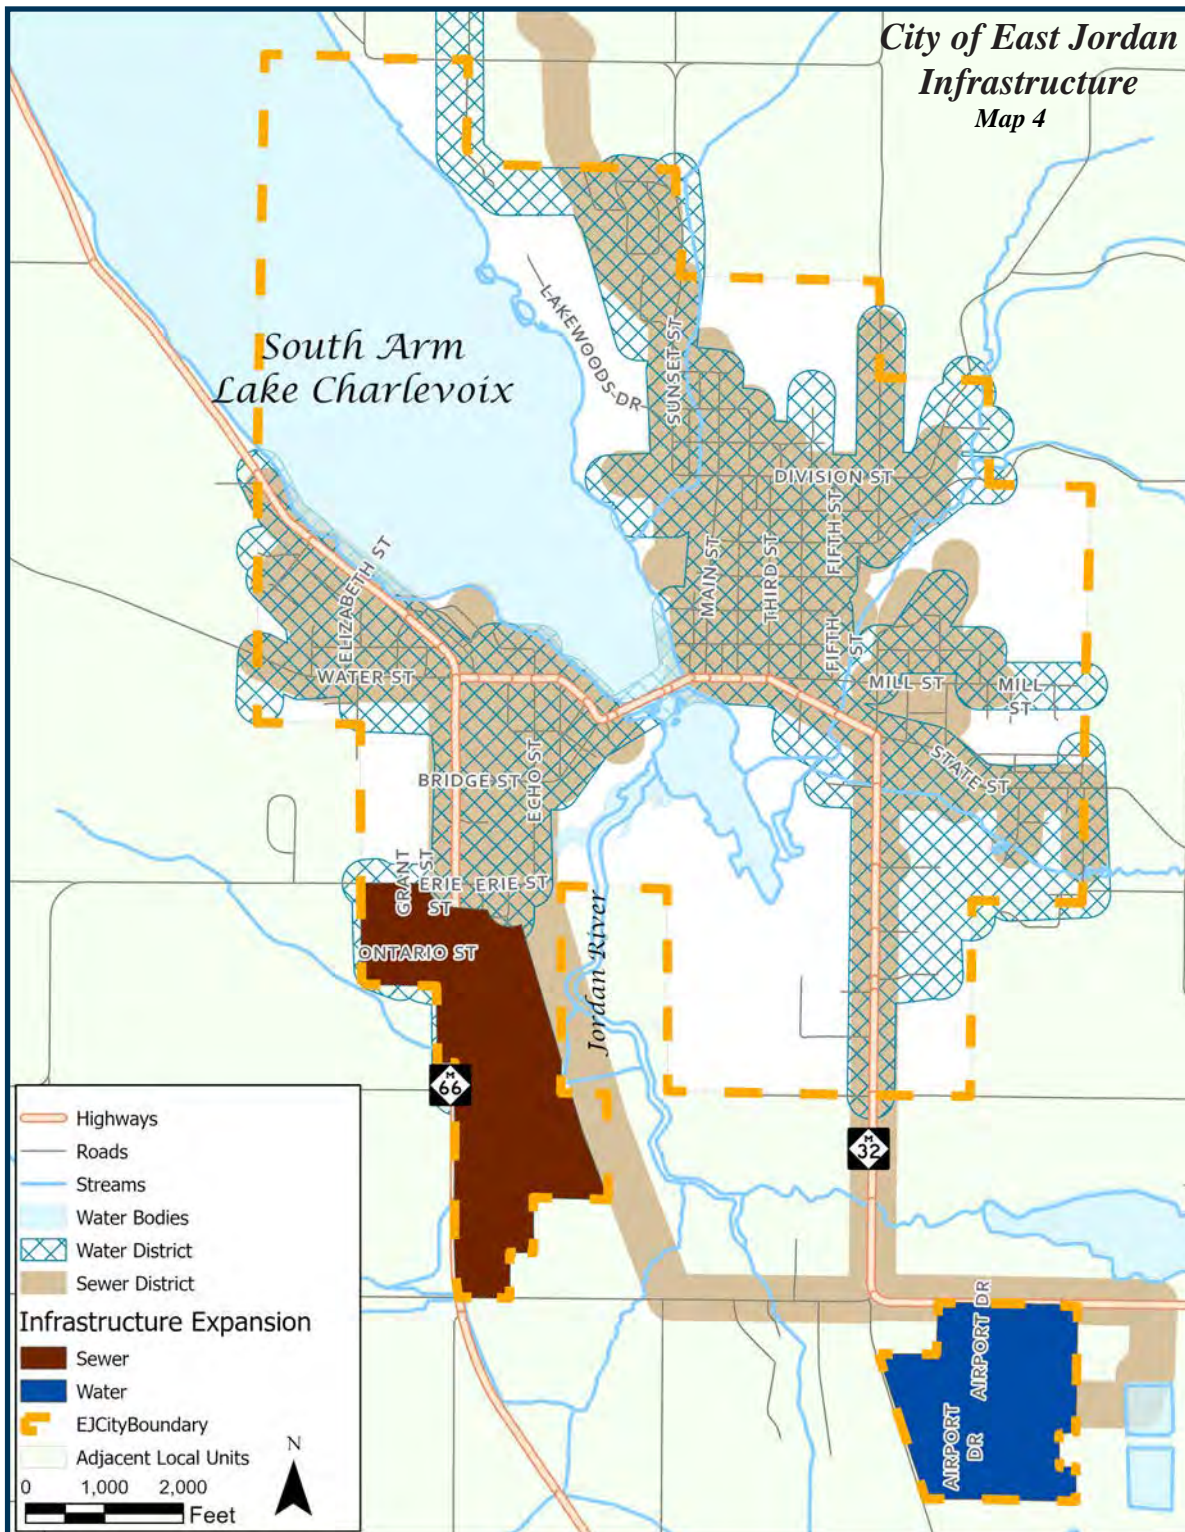 City of East Jordan
Infrastructure
Map 4
South Arm
Lake Charlevoix
LAKEWOODS DR
SUNSET ST
DIVISION ST
MAIN ST
THIRD ST
FIFTH ST
FIFTH
ST
ELIZABETH ST
WATER ST
MILL ST
MILL
ST
STATE ST
BRIDGE ST
ECHO ST
GRANT
ST
ERIE
ST
ERIE ST
ONTARIO ST
Jordan River
M
66
M
32
AIRPORT DR
AIRPORT
DR
Highways
Roads
Streams
Water Bodies
Water District
Sewer District
Infrastructure Expansion
Sewer
Water
EJCityBoundary
Adjacent Local Units
N
0 1,000 2,000
Feet